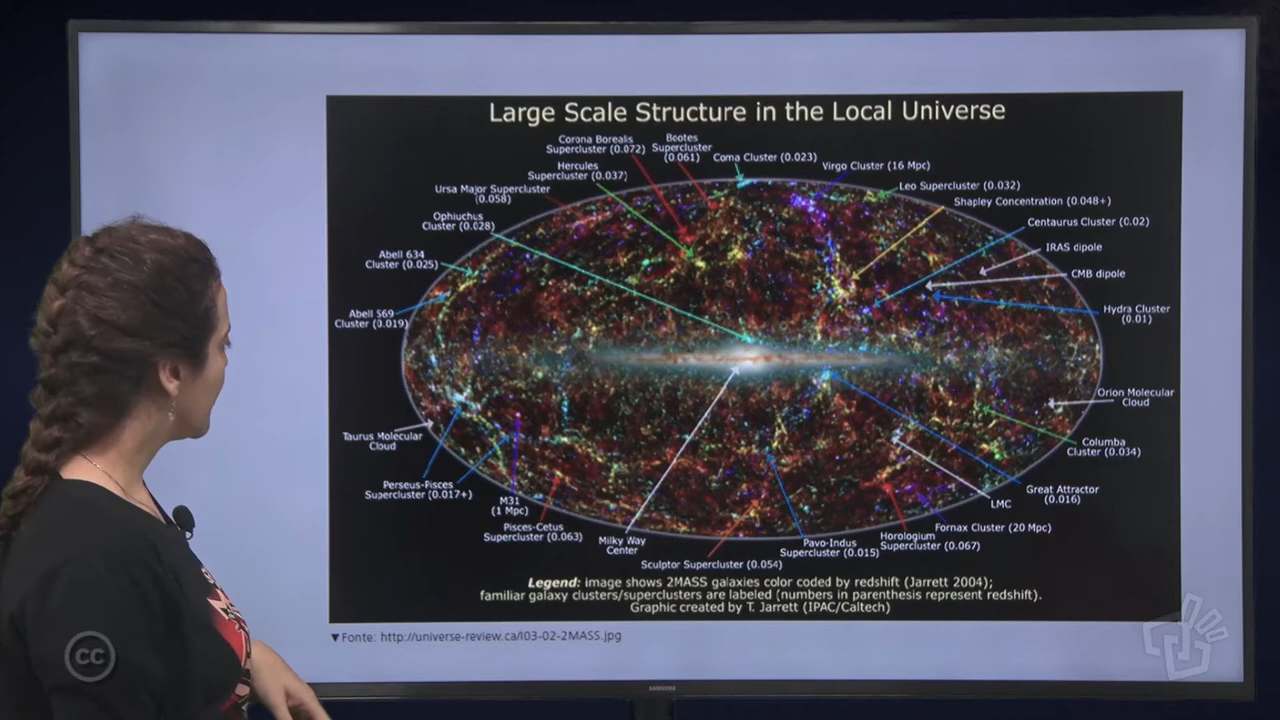 Large Scale Structure in the Local Universe
Corona Borealis
Supercluster (0.072)
Bootes
Supercluster
(0.061)
Coma Cluster (0.023)
Virgo Cluster (16 Mpc)
Hercules
Supercluster (0.037)
Leo Supercluster (0.032)
Ursa Major Supercluster
(0.058)
Shapley Concentration (0.048+)
Ophiuchus
Cluster (0.028)
Centaurus Cluster (0.02)
IRAS dipole
Abell 634
Cluster (0.025)
CMB dipole
Abell 569
Cluster (0.019)
Hydra Cluster
(0.01)
Orion Molecular
Cloud
Taurus Molecular
Cloud
Columba
Cluster (0.034)
Perseus-Pisces
Supercluster (0.017+)
M31
(1 Mpc)
Great Attractor
(0.016)
LMC
Pisces-Cetus
Supercluster (0.063)
Milky Way
Center
Fornax Cluster (20 Mpc)
Horologium
Supercluster (0.067)
Pavo-Indus
Supercluster (0.015)
Sculptor Supercluster (0.054)
Legend: image shows 2MASS galaxies color coded by redshift (Jarrett 2004);
familiar galaxy clusters/superclusters are labeled (numbers in parenthesis represent redshift).
Graphic created by T. Jarrett (IPAC/Caltech)
▼Fonte: http://universe-review.ca/I03-02-2MASS.jpg
SAMSUNG
cc